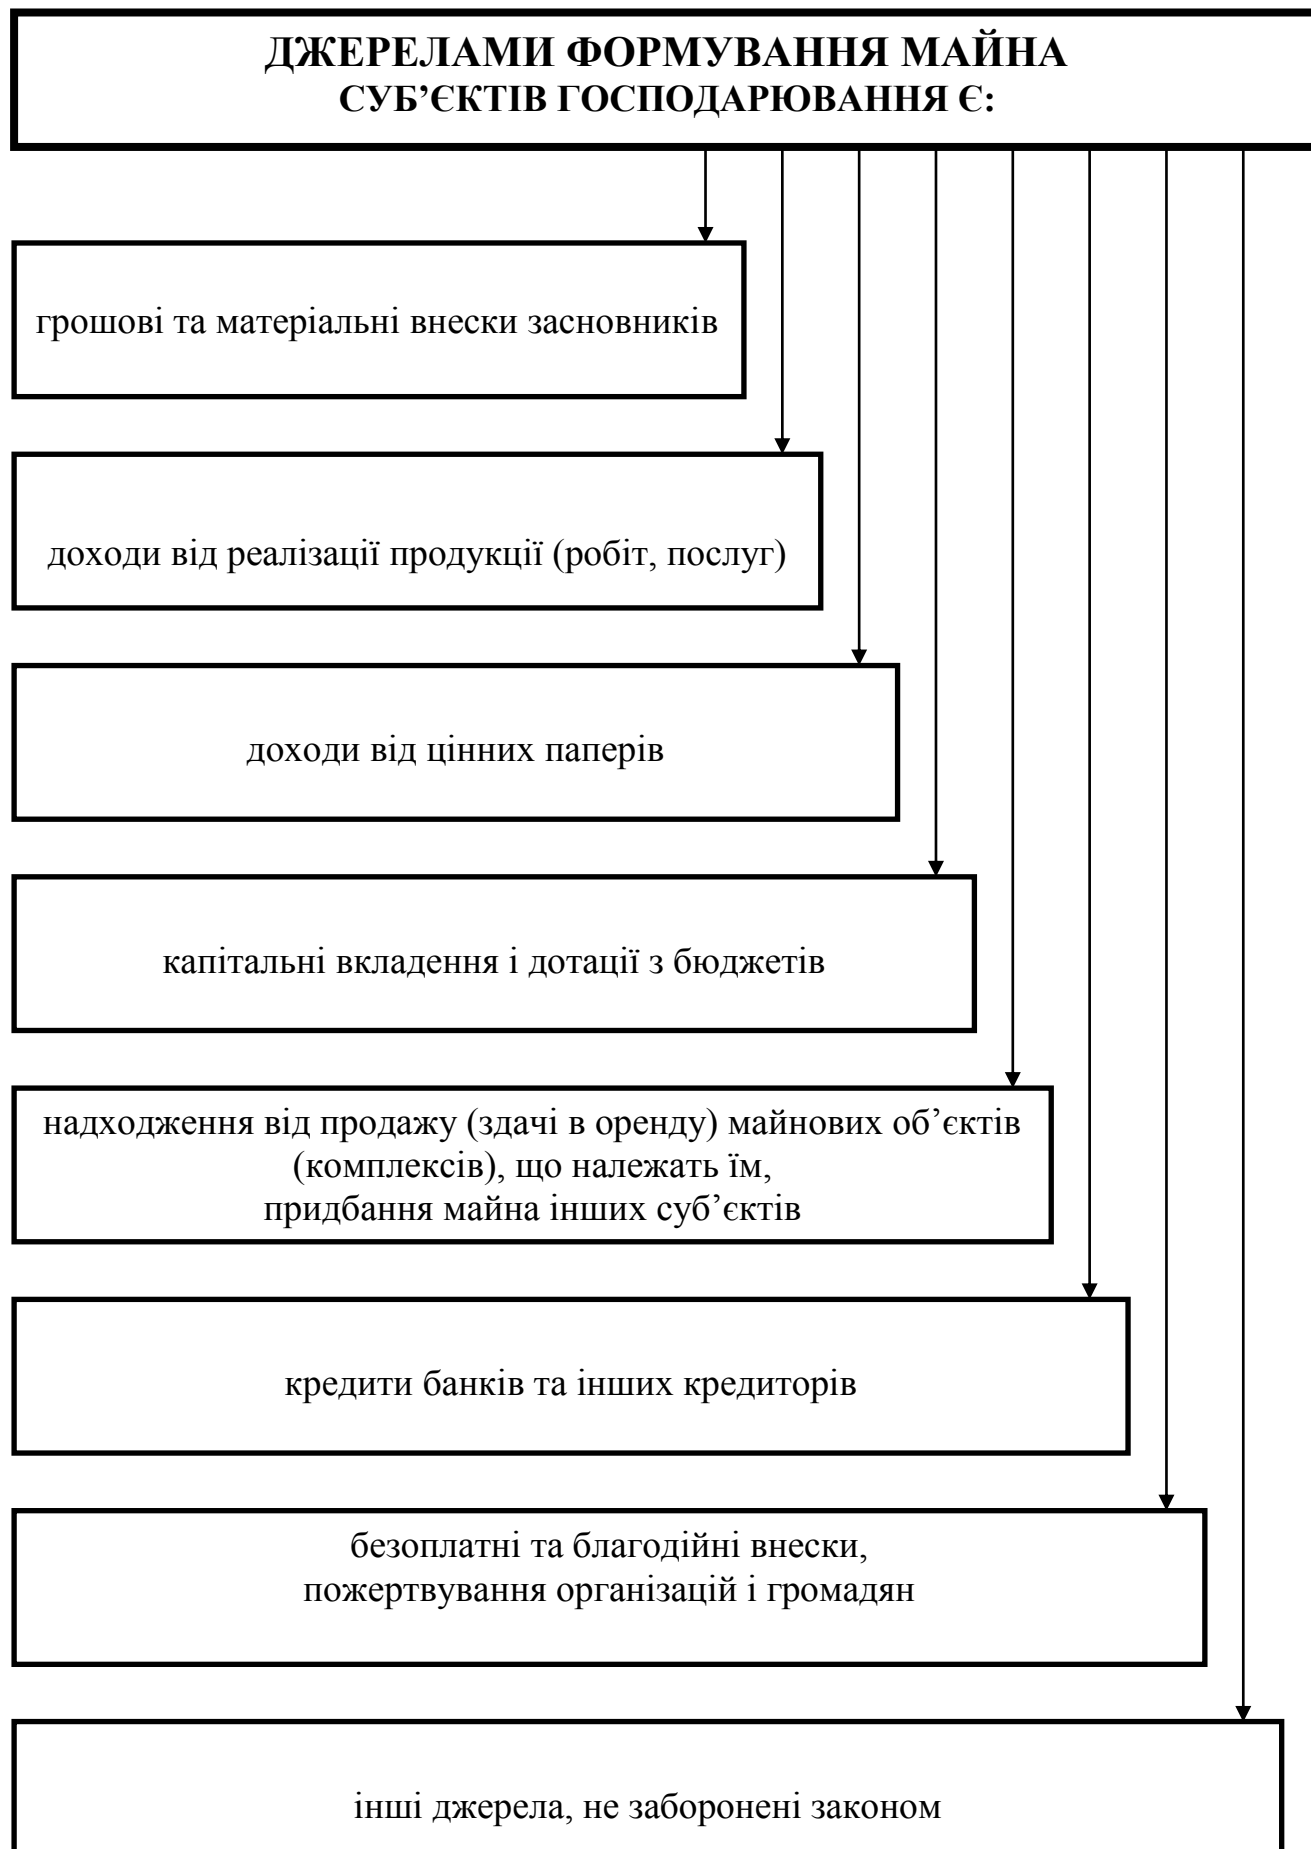 ДЖЕРЕЛАМИ ФОРМУВАННЯ МАЙНА
СУБ’ЄКТІВ ГОСПОДАРЮВАННЯ Є:
грошові та матеріальні внески засновників
доходи від реалізації продукції (робіт, послуг)
доходи від цінних паперів
капітальні вкладення і дотації з бюджетів
надходження від продажу (здачі в оренду) майнових об’єктів
(комплексів), що належать їм,
придбання майна інших суб’єктів
кредити банків та інших кредиторів
безоплатні та благодійні внески,
пожертвування організацій і громадян
інші джерела, не заборонені законом